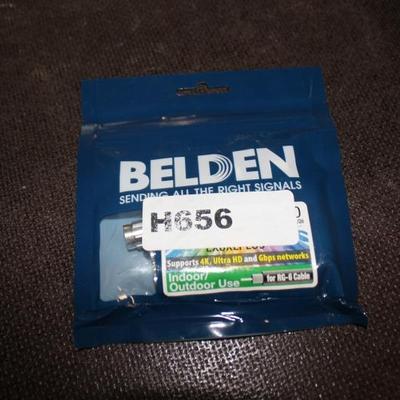 BELDEN
SENDING ALL THE RIGHT SIGNALS
H656
Supports 4K, Ultra HD and Gbps networks
Indoor/
Outdoor Use
for RG-6 Cable